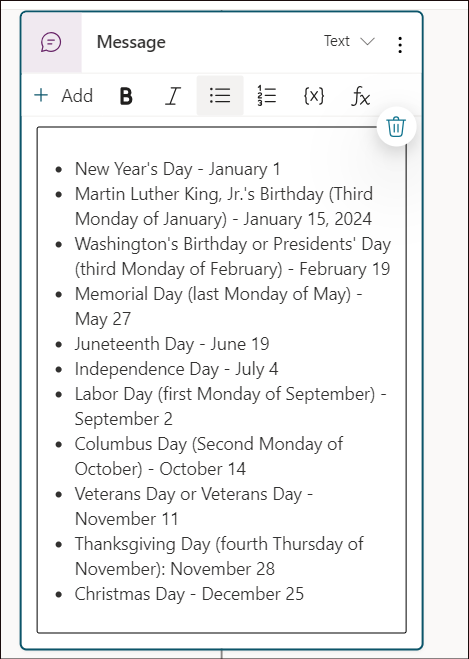 Message Text
+ Add B I {x} fx
• New Year's Day - January 1
• Martin Luther King, Jr.'s Birthday (Third
Monday of January) - January 15, 2024
• Washington's Birthday or Presidents' Day
(third Monday of February) - February 19
• Memorial Day (last Monday of May) -
May 27
• Juneteenth Day - June 19
• Independence Day - July 4
• Labor Day (first Monday of September) -
September 2
• Columbus Day (Second Monday of
October) - October 14
• Veterans Day or Veterans Day -
November 11
• Thanksgiving Day (fourth Thursday of
November): November 28
• Christmas Day - December 25